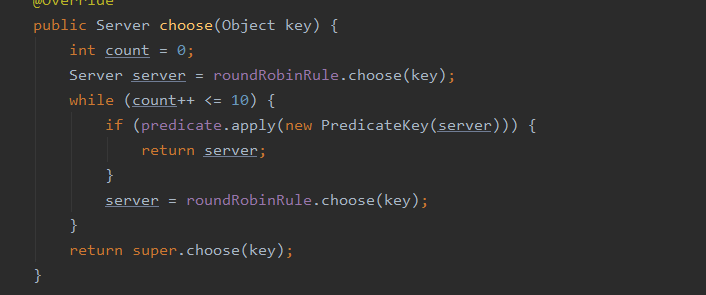 @Override
public Server choose(Object key) {
    int count = 0;
    Server server = roundRobinRule.choose(key);
    while (count++ <= 10) {
        if (predicate.apply(new PredicateKey(server))) {
            return server;
        }
        server = roundRobinRule.choose(key);
    }
    return super.choose(key);
}